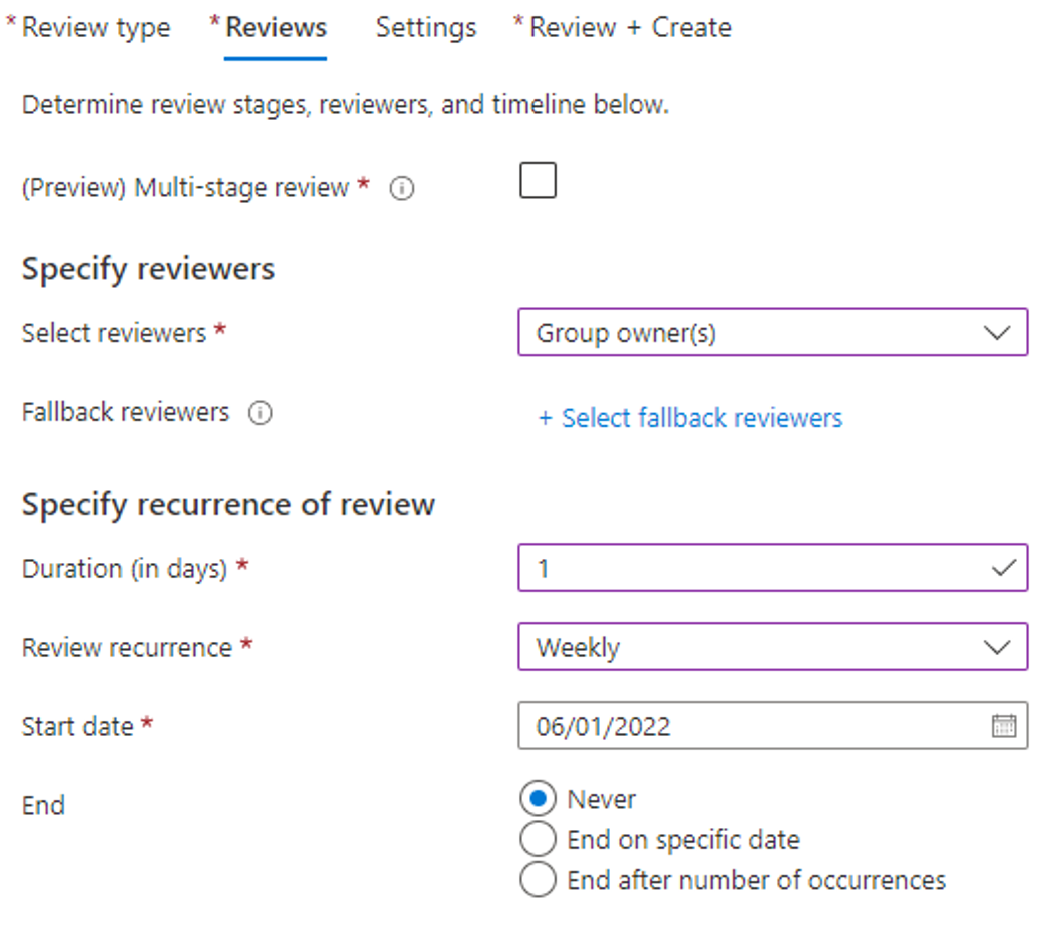 * Review type * Reviews Settings * Review + Create
Determine review stages, reviewers, and timeline below.
(Preview) Multi-stage review *
Specify reviewers
Select reviewers * Group owner(s)
Fallback reviewers + Select fallback reviewers
Specify recurrence of review
Duration (in days) * 1
Review recurrence * Weekly
Start date * 06/01/2022
End Never
End on specific date
End after number of occurrences